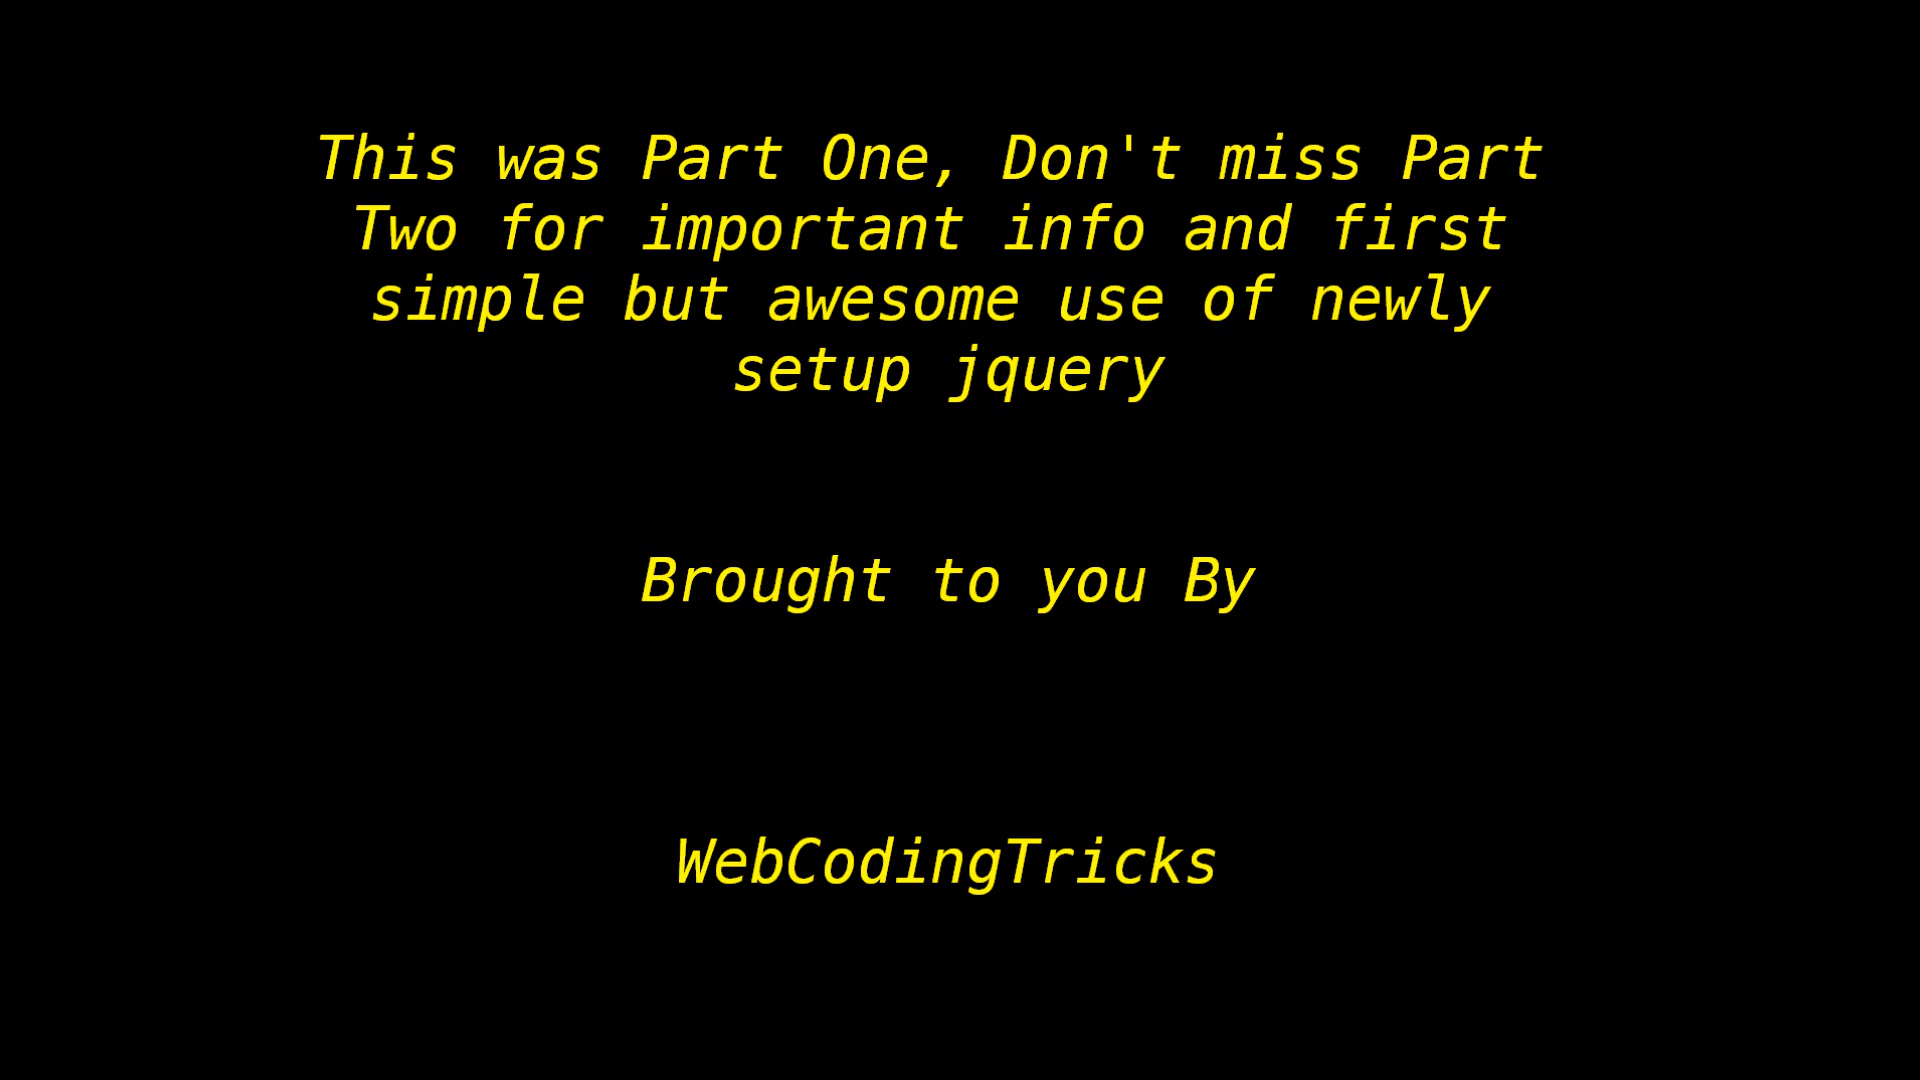 This was Part One, Don't miss Part
Two for important info and first
simple but awesome use of newly
setup jquery
Brought to you By
WebCodingTricks